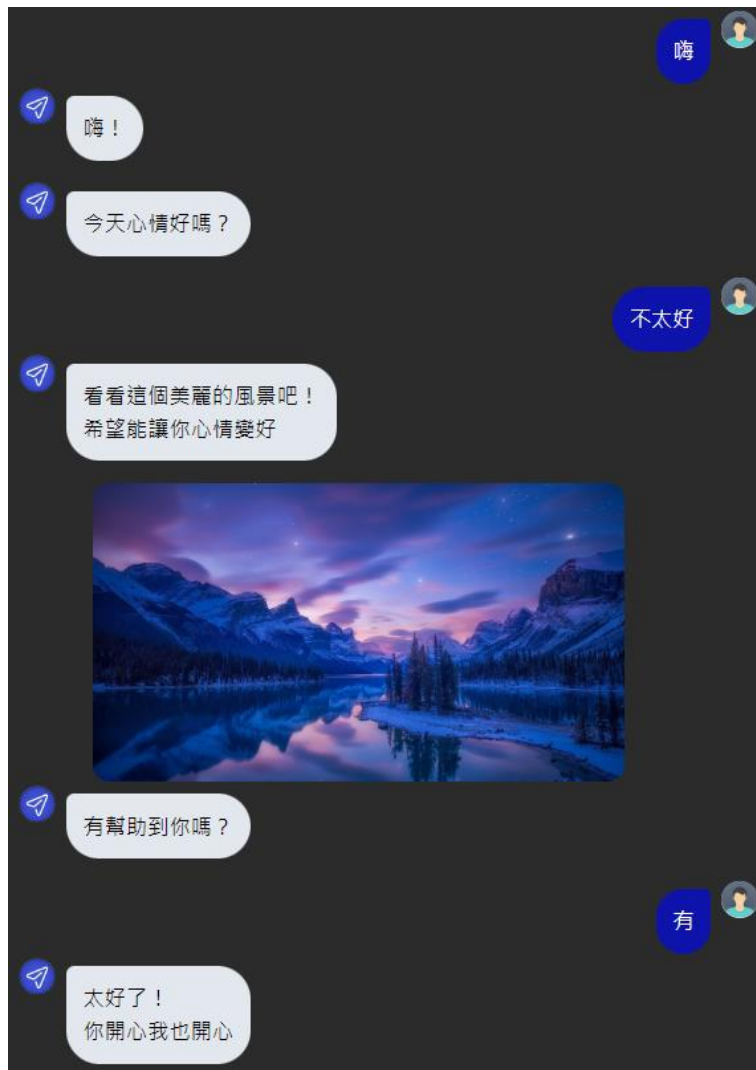 嗨
嗨！
今天心情好嗎？
不太好
看看這個美麗的風景吧！
希望能讓你心情變好
有幫助到你嗎？
有
太好了！
你開心我也開心